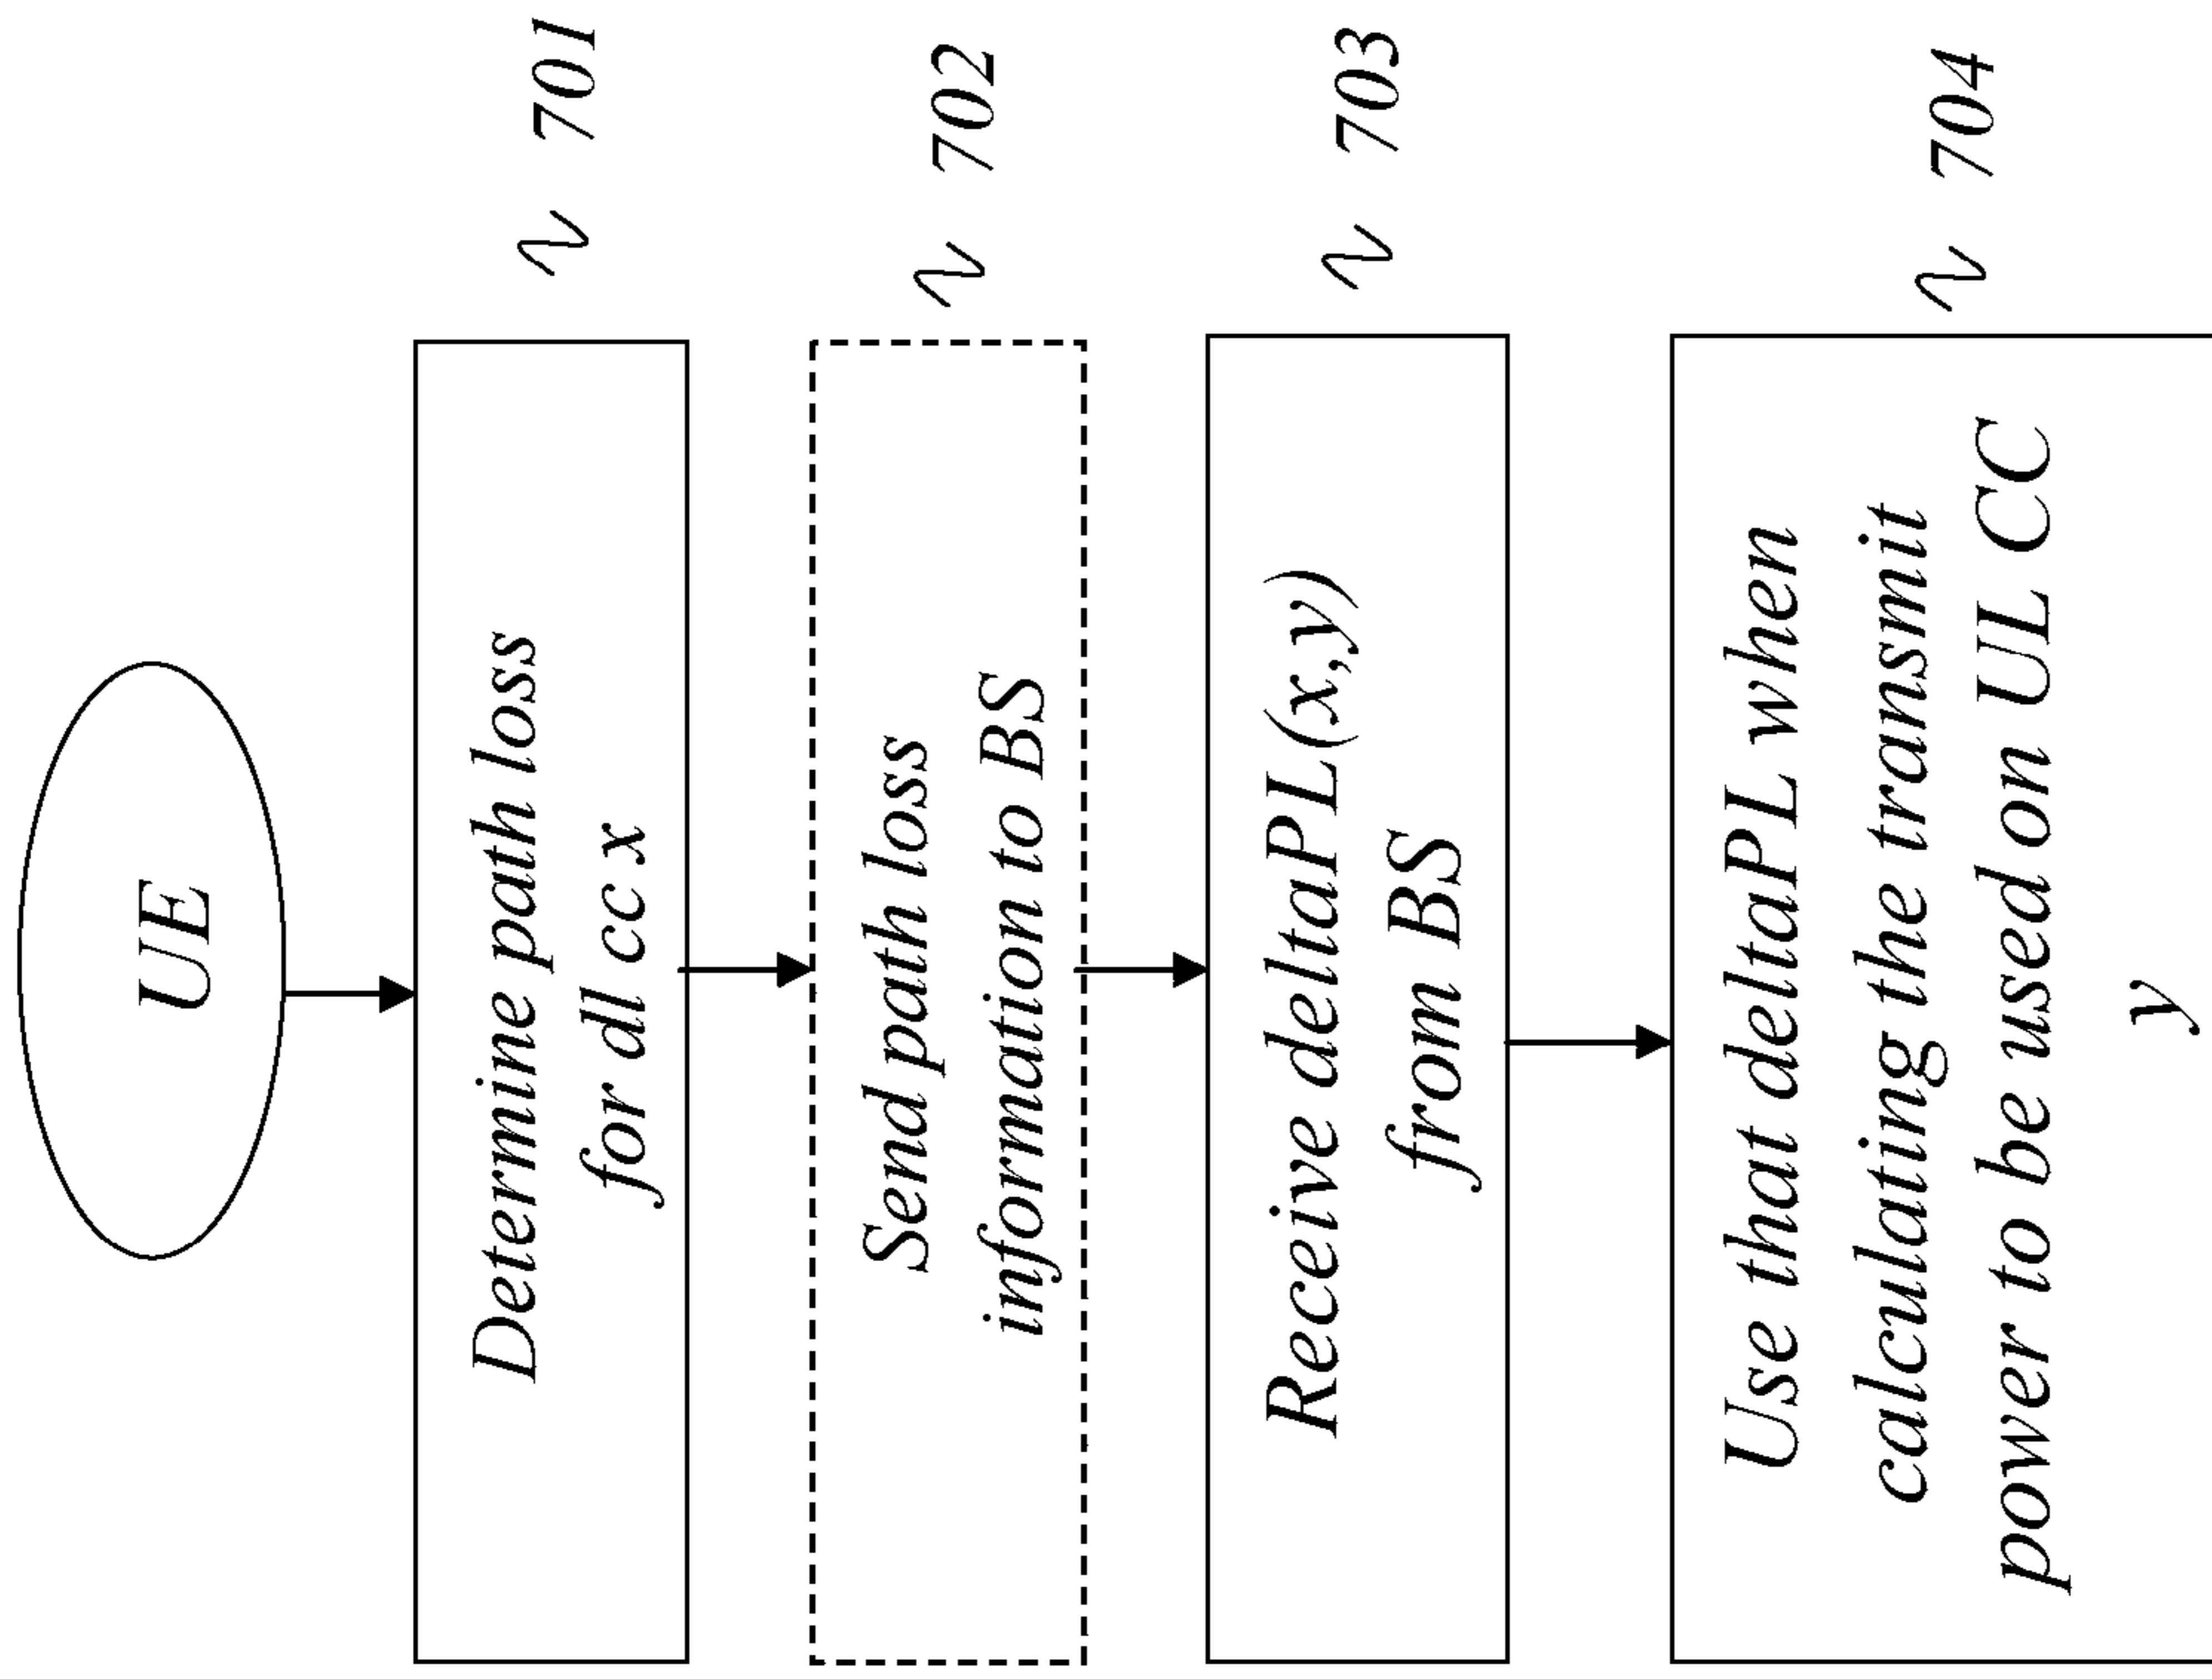 UE
Determine path loss
for dl cc x
701
Send path loss
information to BS
702
Receive deltaPL(x,y)
from BS
703
Use that deltaPL when
calculating the transmit
power to be used on UL CC
y
704